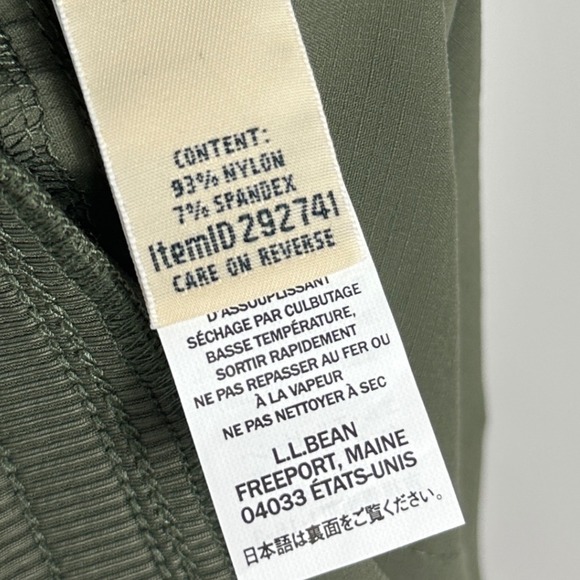 CONTENT:
93% NYLON
7% SPANDEX
ItemID 292741
CARE ON REVERSE
D'ASSOUPLISSANT
SÉCHAGE PAR CULBUTAGE
BASSE TEMPÉRATURE,
SORTIR RAPIDEMENT
NE PAS REPASSER AU FER OU
À LA VAPEUR
NE PAS NETTOYER À SEC
L.L.BEAN
FREEPORT, MAINE
04033 ÉTATS-UNIS
日本語は裏面をご覧ください。